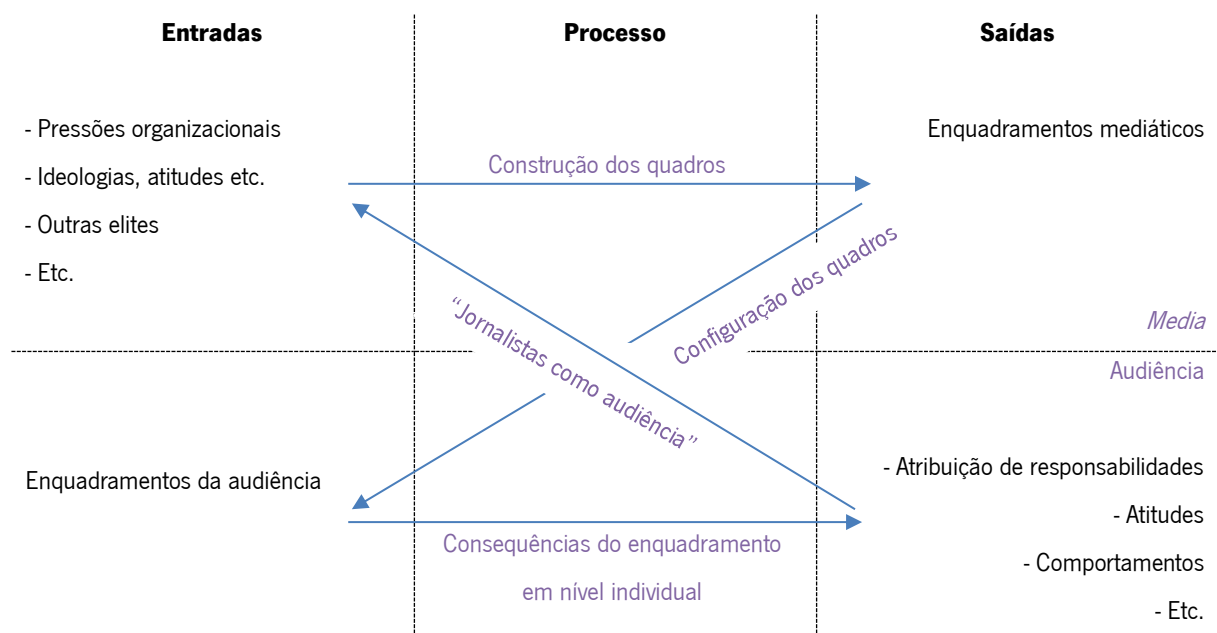 Entradas
Processo
Saídas
- Pressões organizacionais
- Ideologias, atitudes etc.
- Outras elites
- Etc.
Construção dos quadros
Enquadramentos mediáticos
“Jornalistas como audiência”
Configuração dos quadros
Media
Audiência
Enquadramentos da audiência
Consequências do enquadramento
em nível individual
- Atribuição de responsabilidades
- Atitudes
- Comportamentos
- Etc.